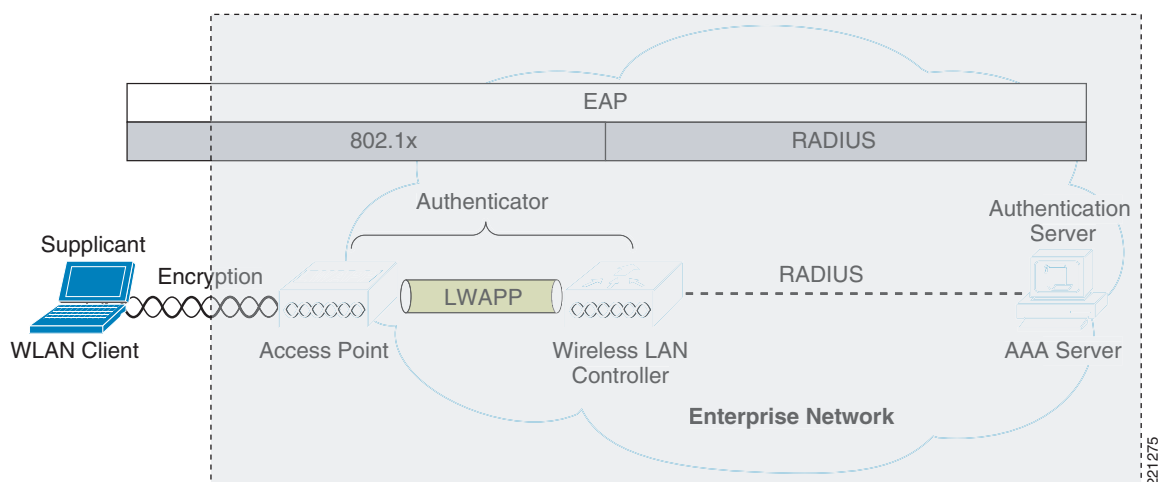 EAP
802.1x
RADIUS
Authenticator
Authentication
Server
Supplicant
Encryption
LWAPP
RADIUS
WLAN Client
Access Point
Wireless LAN
Controller
AAA Server
Enterprise Network
221275